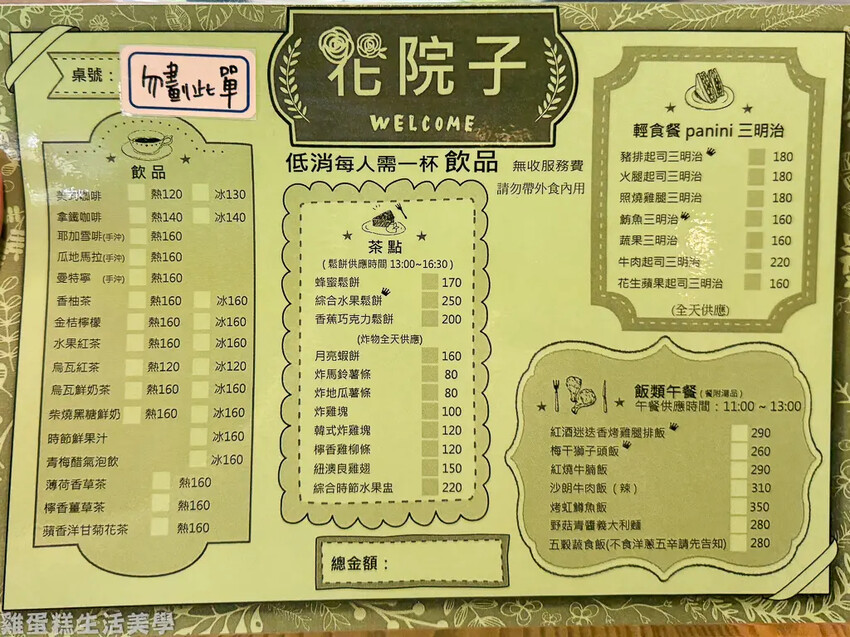 花院子
WELCOME
桌號：
勿劃此單
低消每人需一杯 飲品 無收服務費
請勿帶外食內用
飲品
美式咖啡 熱120 冰130
拿鐵咖啡 熱140 冰140
耶加雪啡(手沖) 熱160
瓜地馬拉(手沖) 熱160
曼特寧 (手沖) 熱160
香柚茶 熱160 冰160
金桔檸檬 熱160 冰160
水果紅茶 熱160 冰160
烏瓦紅茶 熱120 冰120
烏瓦鮮奶茶 熱160 冰160
柴燒黑糖鮮奶 熱160 冰160
時節鮮果汁 冰160
青梅醋氣泡飲 冰160
薄荷香草茶 熱160
檸香薑草茶 熱160
蘋香洋甘菊花茶 熱160
茶點
( 鬆餅供應時間 13:00~16:30 )
蜂蜜鬆餅 170
綜合水果鬆餅 250
香蕉巧克力鬆餅 200
(炸物全天供應)
月亮蝦餅 160
炸馬鈴薯條 80
炸地瓜薯條 80
炸雞塊 100
韓式炸雞塊 120
檸香雞柳條 120
紐澳良雞翅 150
綜合時節水果盅 220
總金額：
輕食餐 panini 三明治
豬排起司三明治 180
火腿起司三明治 180
照燒雞腿三明治 180
鮪魚三明治 160
蔬果三明治 160
牛肉起司三明治 220
花生蘋果起司三明治 160
(全天供應)
飯類午餐 ( 餐附湯品 )
午餐供應時間：11:00 ~ 13:00
紅酒迷迭香烤雞腿排飯 290
梅干獅子頭飯 260
紅燒牛腩飯 290
沙朗牛肉飯（辣） 310
烤虹鱒魚飯 350
野菇青醬義大利麵 280
五穀蔬食飯(不食洋蔥五辛請先告知) 280
雞蛋糕生活美學